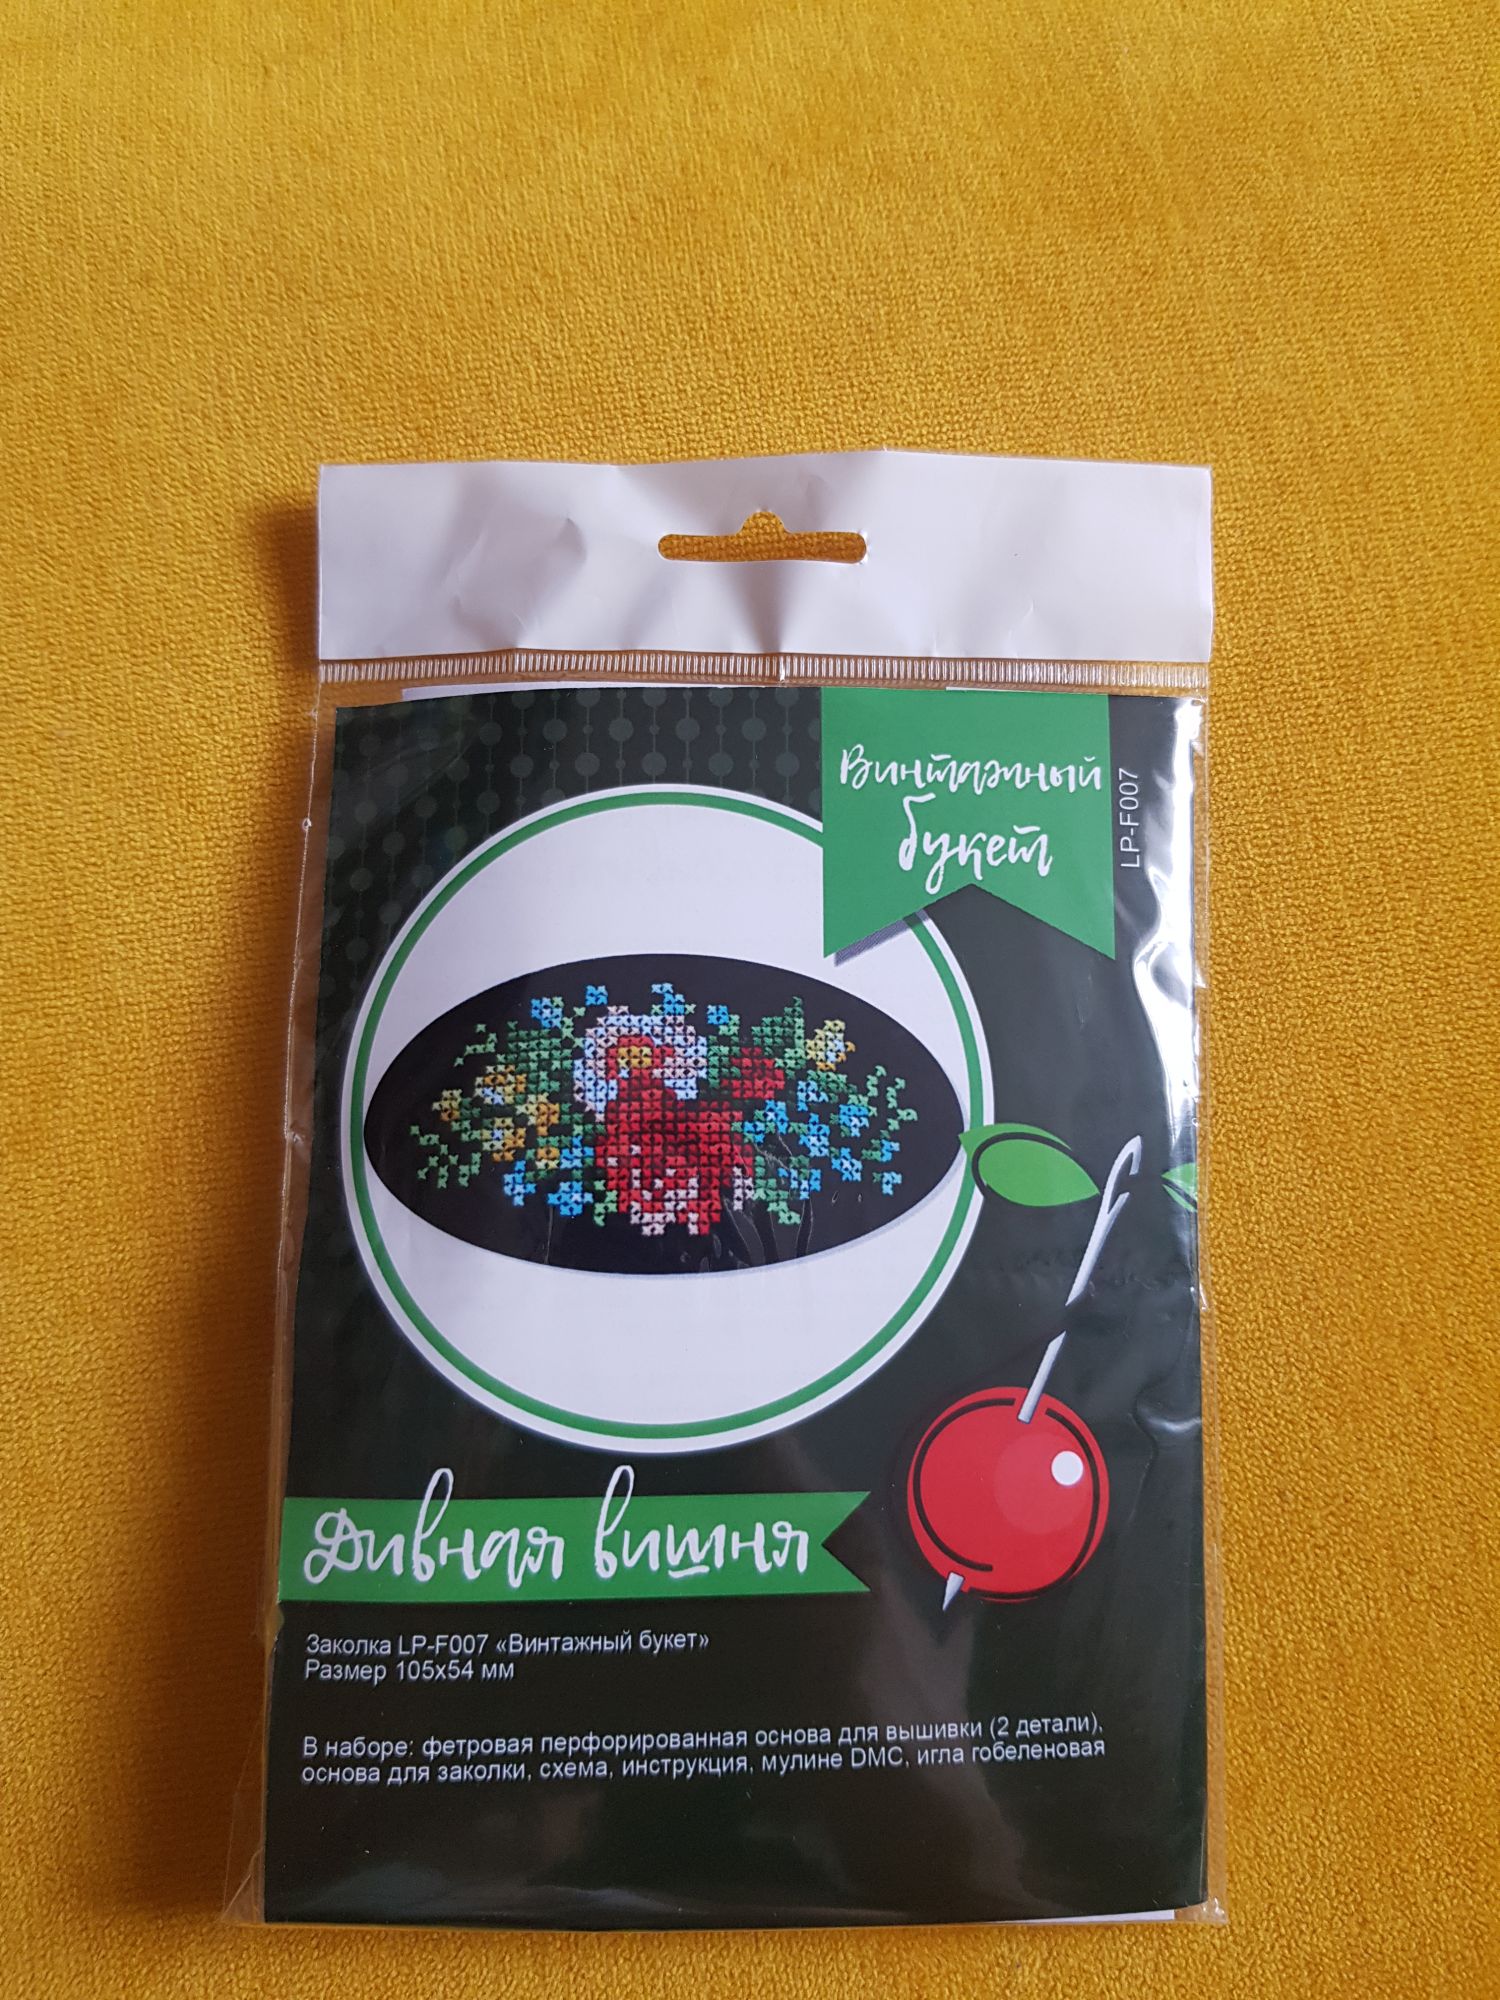 Винтажный
букет
LP-F007
Дивная вишня
Заколка LP-F007 «Винтажный букет»
Размер 105х54 мм
В наборе: фетровая перфорированная основа для вышивки (2 детали),
основа для заколки, схема, инструкция, мулине DMC, игла гобеленовая